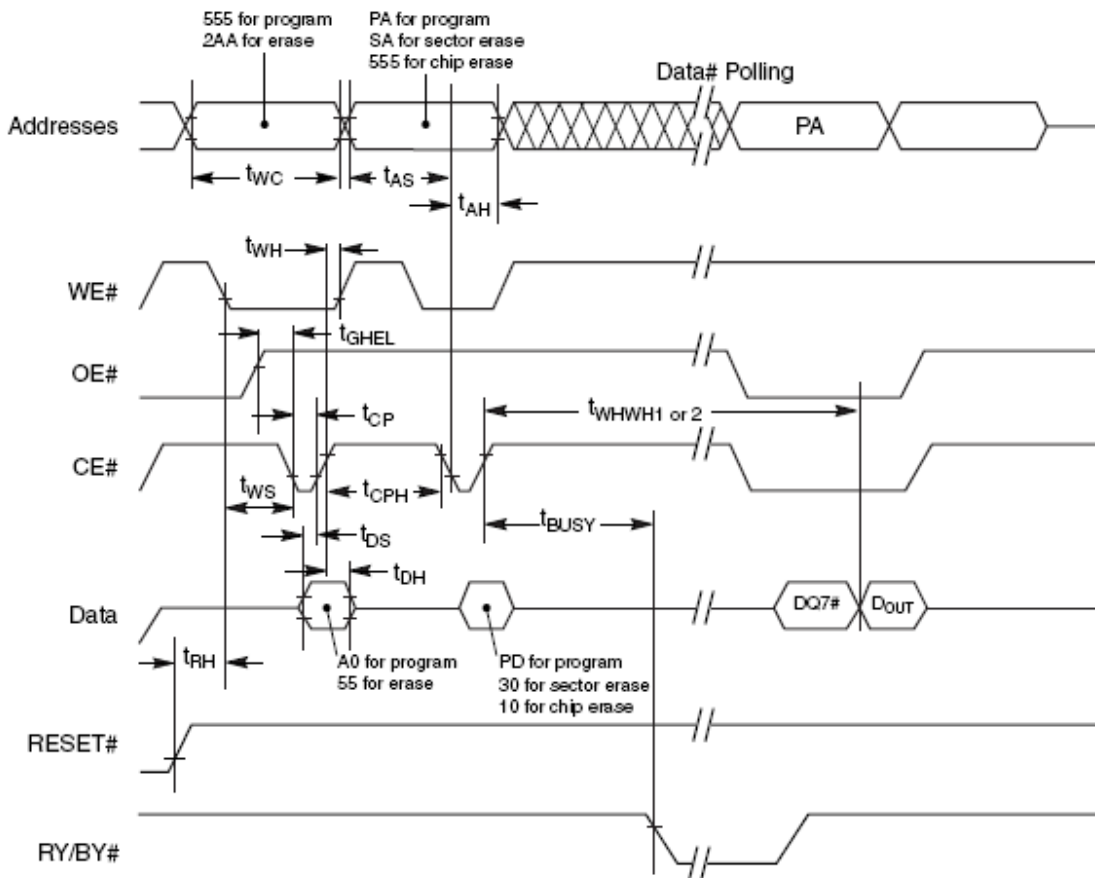 555 for program
2AA for erase
PA for program
SA for sector erase
555 for chip erase
Data# Polling
Addresses
PA
tWC
tAS
tAH
tWH
WE#
tGHEL
OE#
tWHWH1 or 2
tCP
CE#
tWS
tCPH
tBUSY
tDS
tDH
Data
DQ7#
DOUT
tRH
A0 for program
55 for erase
PD for program
30 for sector erase
10 for chip erase
RESET#
RY/BY#